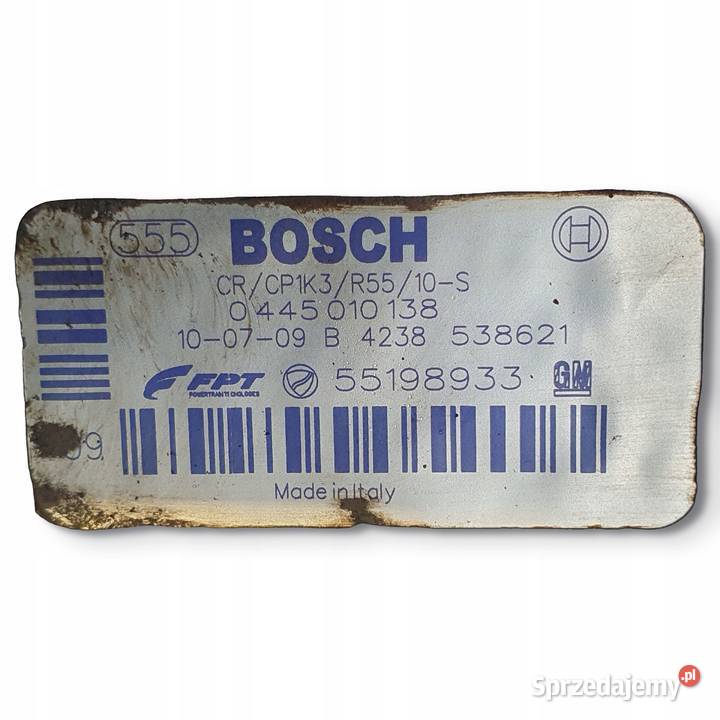 555 BOSCH
CR/CP1K3/R55/10-S
0 445 010 138
10-07-09 B 4238 538621
FPT 55198933 GM
POWERTRAIN TECHNOLOGIES
09
Made in Italy
Sprzedajemy.pl